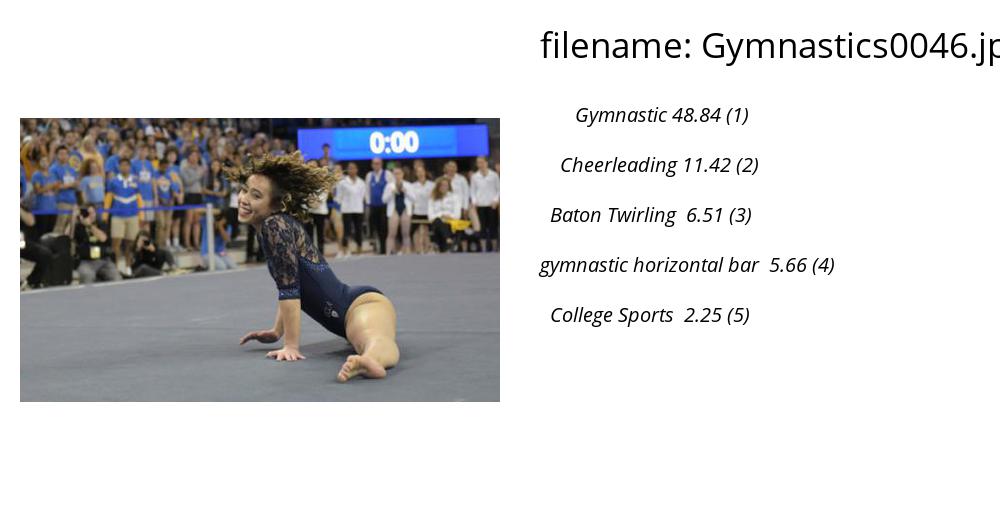 filename: Gymnastics0046.jp
0:00
Gymnastic 48.84 (1)
Cheerleading 11.42 (2)
Baton Twirling 6.51 (3)
gymnastic horizontal bar 5.66 (4)
College Sports 2.25 (5)